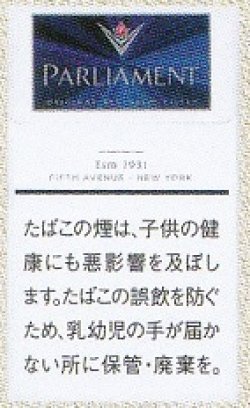 PARLIAMENT
Estd 1931
FIFTH AVENUE · NEW YORK
たばこの煙は、子供の健
康にも悪影響を及ぼし
ます。たばこの誤飲を防ぐ
ため、乳幼児の手が届か
ない所に保管・廃棄を。